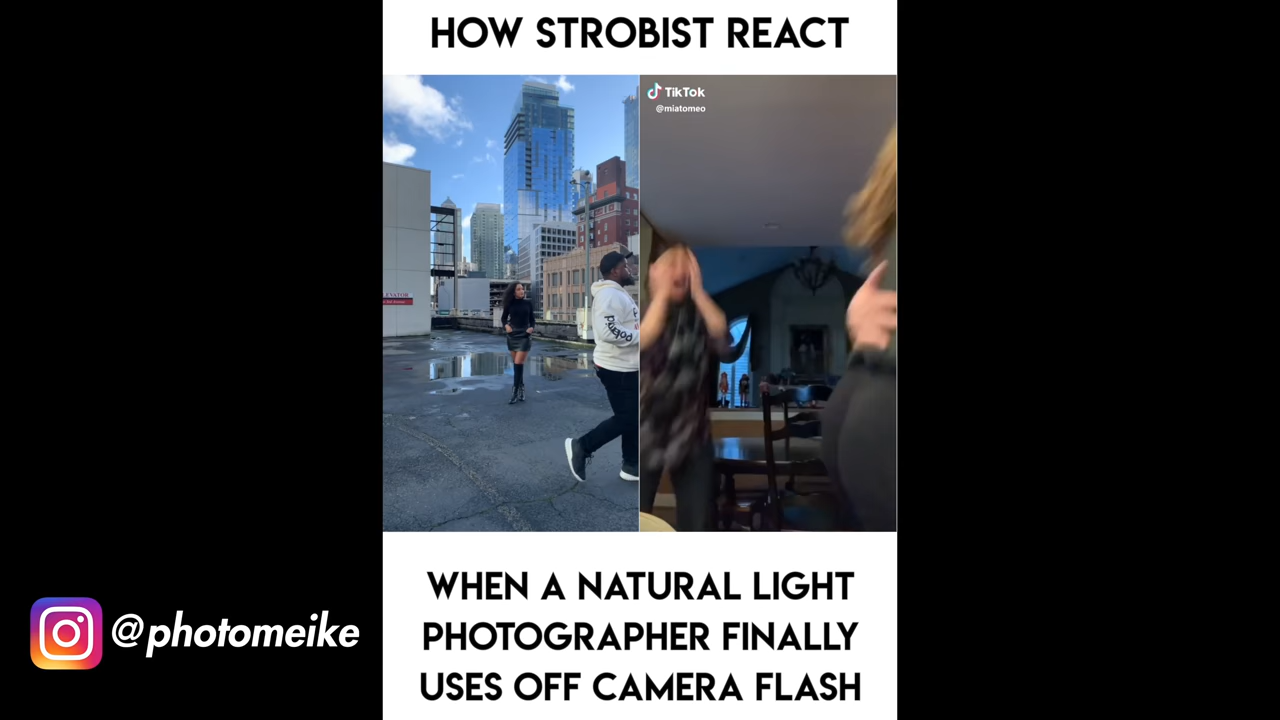 HOW STROBIST REACT
TikTok
@miatomeo
WHEN A NATURAL LIGHT
PHOTOGRAPHER FINALLY
USES OFF CAMERA FLASH
@photomeike